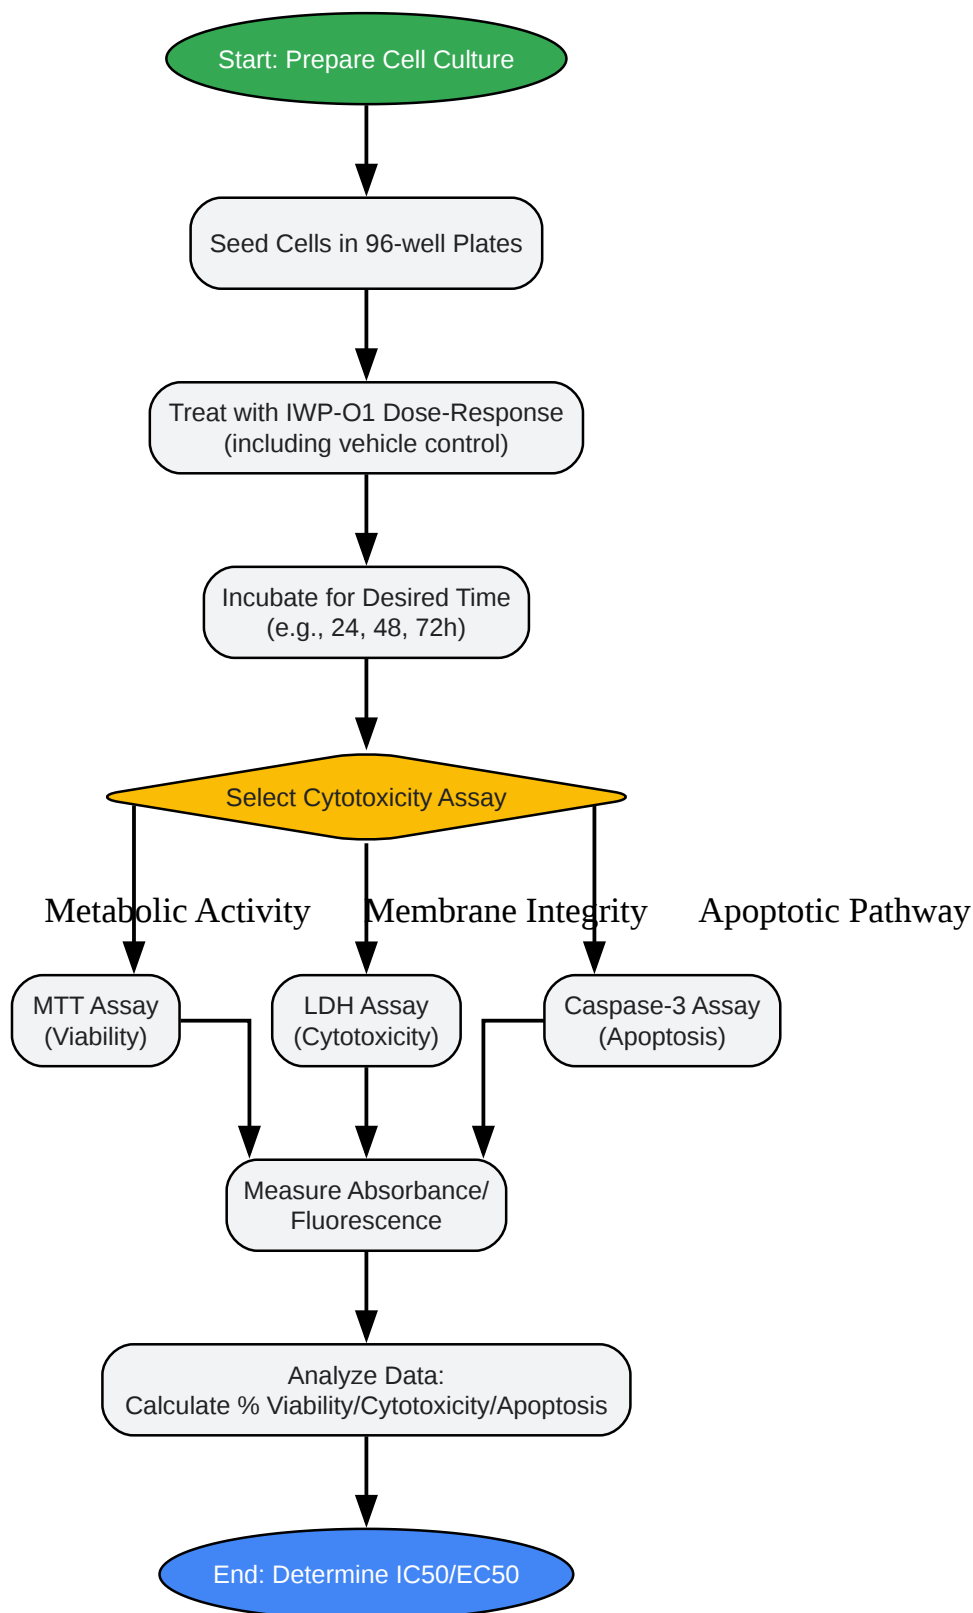 Start: Prepare Cell Culture
Seed Cells in 96-well Plates
Treat with IWP-O1 Dose-Response
(including vehicle control)
Incubate for Desired Time
(e.g., 24, 48, 72h)
Select Cytotoxicity Assay
Metabolic Activity
Membrane Integrity
Apoptotic Pathway
MTT Assay
(Viability)
LDH Assay
(Cytotoxicity)
Caspase-3 Assay
(Apoptosis)
Measure Absorbance/
Fluorescence
Analyze Data:
Calculate % Viability/Cytotoxicity/Apoptosis
End: Determine IC50/EC50